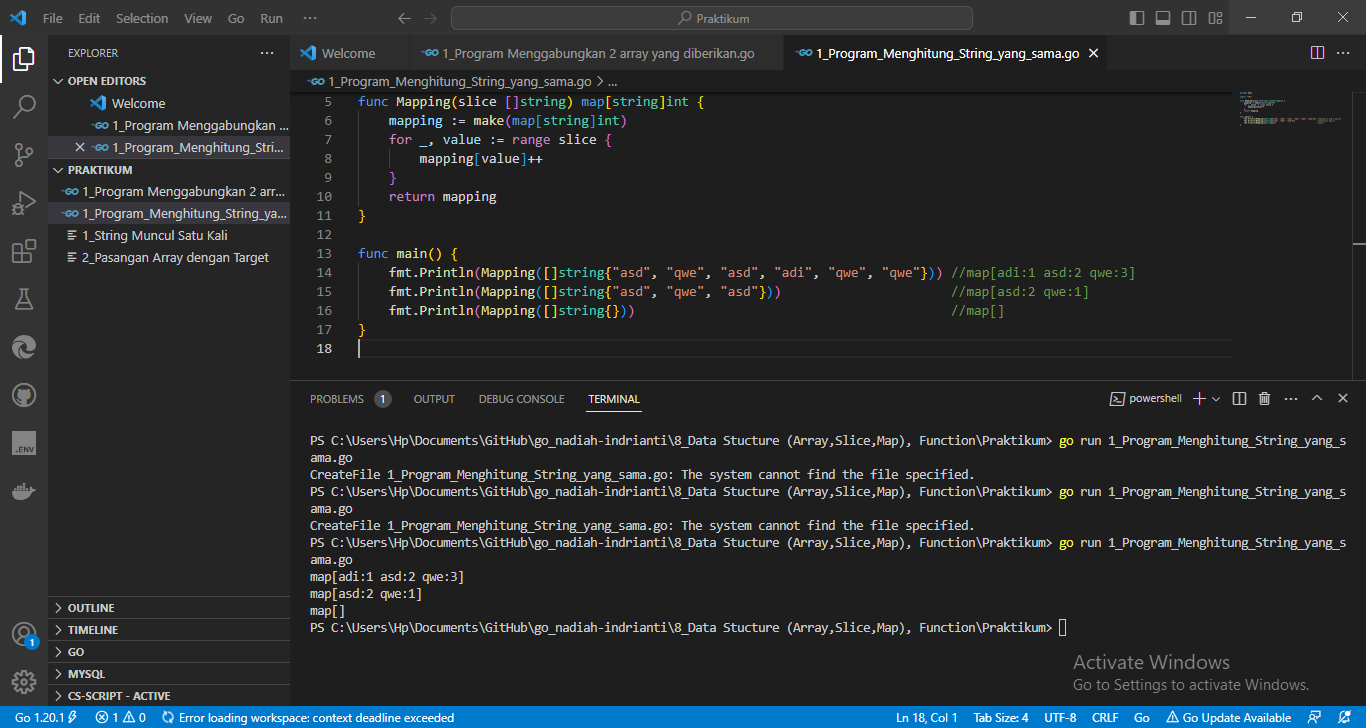 File Edit Selection View Go Run ··· Praktikum
EXPLORER ···
OPEN EDITORS
Welcome
1_Program Menggabungkan ...
1_Program_Menghitung_Stri...
PRAKTIKUM
1_Program Menggabungkan 2 arr...
1_Program_Menghitung_String_ya...
1_String Muncul Satu Kali
2_Pasangan Array dengan Target
OUTLINE
TIMELINE
GO
MYSQL
CS-SCRIPT - ACTIVE
.ENV
1
Welcome
1_Program Menggabungkan 2 array yang diberikan.go
1_Program_Menghitung_String_yang_sama.go
1_Program_Menghitung_String_yang_sama.go > ...
5 func Mapping(slice []string) map[string]int {
6 mapping := make(map[string]int)
7 for _, value := range slice {
8 mapping[value]++
9 }
10 return mapping
11 }
12
13 func main() {
14 fmt.Println(Mapping([]string{"asd", "qwe", "asd", "adi", "qwe", "qwe"})) //map[adi:1 asd:2 qwe:3]
15 fmt.Println(Mapping([]string{"asd", "qwe", "asd"})) //map[asd:2 qwe:1]
16 fmt.Println(Mapping([]string{})) //map[]
17 }
18
PROBLEMS 1 OUTPUT DEBUG CONSOLE TERMINAL powershell
PS C:\Users\Hp\Documents\GitHub\go_nadiah-indrianti\8_Data Stucture (Array,Slice,Map), Function\Praktikum> go run 1_Program_Menghitung_String_yang_s
ama.go
CreateFile 1_Program_Menghitung_String_yang_sama.go: The system cannot find the file specified.
PS C:\Users\Hp\Documents\GitHub\go_nadiah-indrianti\8_Data Stucture (Array,Slice,Map), Function\Praktikum> go run 1_Program_Menghitung_String_yang_s
ama.go
CreateFile 1_Program_Menghitung_String_yang_sama.go: The system cannot find the file specified.
PS C:\Users\Hp\Documents\GitHub\go_nadiah-indrianti\8_Data Stucture (Array,Slice,Map), Function\Praktikum> go run 1_Program_Menghitung_String_yang_s
ama.go
map[adi:1 asd:2 qwe:3]
map[asd:2 qwe:1]
map[]
PS C:\Users\Hp\Documents\GitHub\go_nadiah-indrianti\8_Data Stucture (Array,Slice,Map), Function\Praktikum>
Activate Windows
Go to Settings to activate Windows.
Go 1.20.1 1 0 Error loading workspace: context deadline exceeded Ln 18, Col 1 Tab Size: 4 UTF-8 CRLF Go Go Update Available